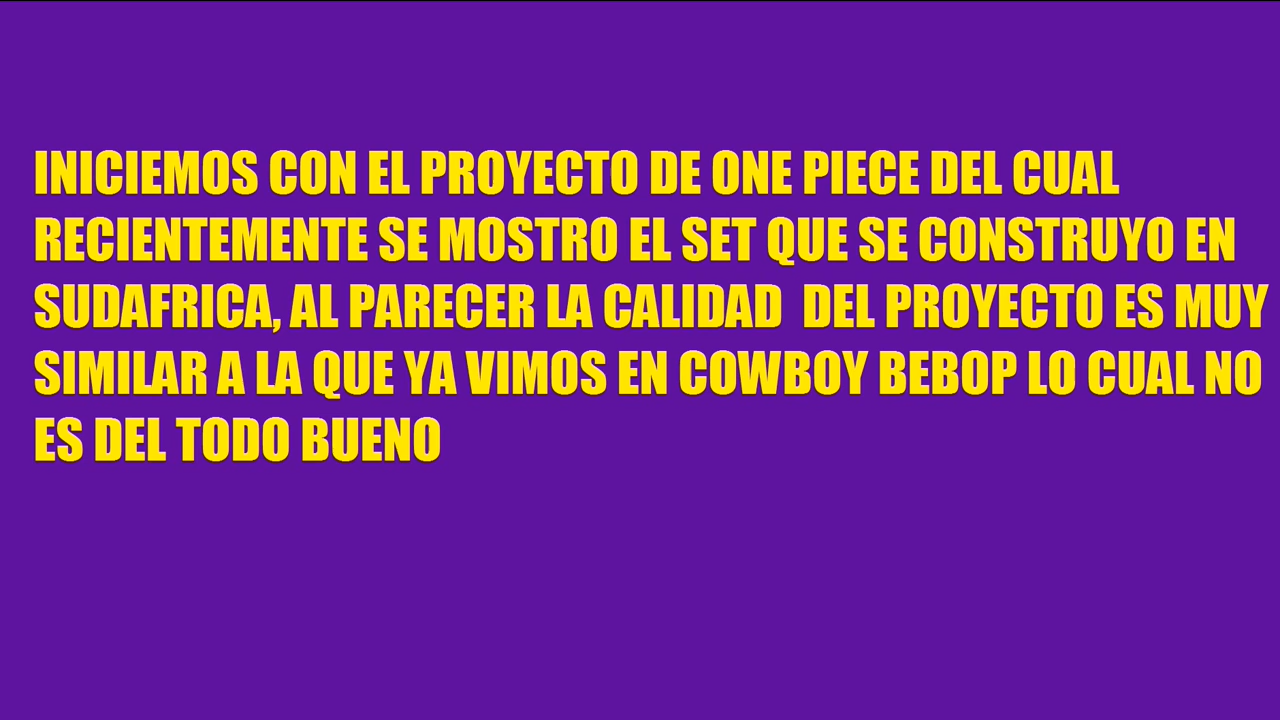 INICIEMOS CON EL PROYECTO DE ONE PIECE DEL CUAL
RECIENTEMENTE SE MOSTRO EL SET QUE SE CONSTRUYO EN
SUDAFRICA, AL PARECER LA CALIDAD  DEL PROYECTO ES MUY
SIMILAR A LA QUE YA VIMOS EN COWBOY BEBOP LO CUAL NO
ES DEL TODO BUENO